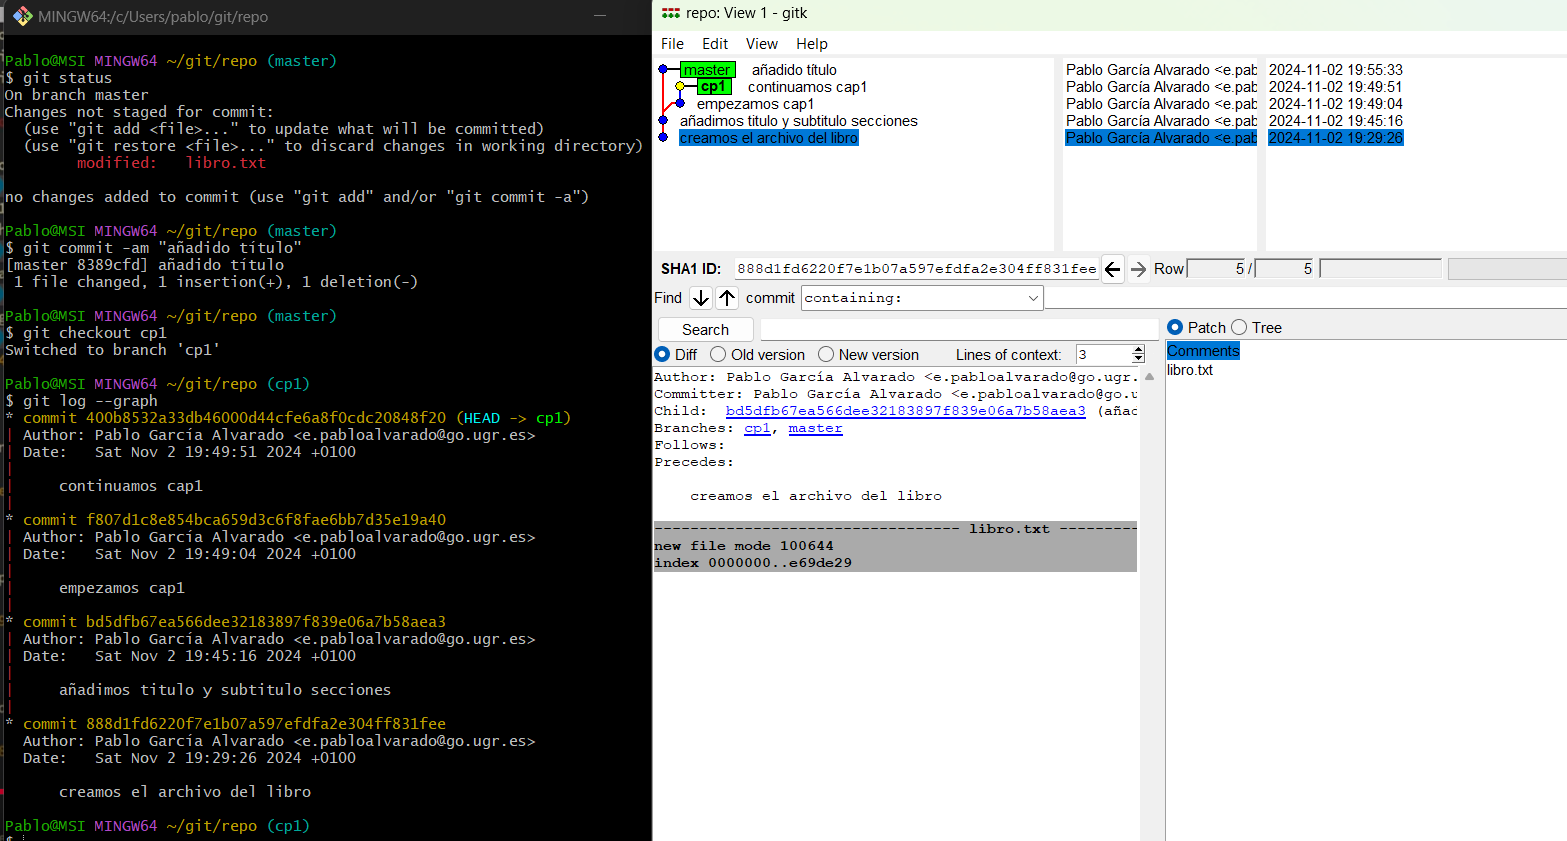 MINGW64:/c/Users/pablo/git/repo
Pablo@MSI MINGW64 ~/git/repo (master)
$ git status
On branch master
Changes not staged for commit:
  (use "git add <file>..." to update what will be committed)
  (use "git restore <file>..." to discard changes in working directory)
        modified:   libro.txt
no changes added to commit (use "git add" and/or "git commit -a")
Pablo@MSI MINGW64 ~/git/repo (master)
$ git commit -am "añadido título"
[master 8389cfd] añadido título
 1 file changed, 1 insertion(+), 1 deletion(-)
Pablo@MSI MINGW64 ~/git/repo (master)
$ git checkout cp1
Switched to branch 'cp1'
Pablo@MSI MINGW64 ~/git/repo (cp1)
$ git log --graph
* commit 400b8532a33db46000d44cfe6a8f0cdc20848f20 (HEAD -> cp1)
| Author: Pablo García Alvarado <e.pabloalvarado@go.ugr.es>
| Date:   Sat Nov 2 19:49:51 2024 +0100
|
|     continuamos cap1
|
* commit f807d1c8e854bca659d3c6f8fae6bb7d35e19a40
| Author: Pablo García Alvarado <e.pabloalvarado@go.ugr.es>
| Date:   Sat Nov 2 19:49:04 2024 +0100
|
|     empezamos cap1
|
* commit bd5dfb67ea566dee32183897f839e06a7b58aea3
| Author: Pablo García Alvarado <e.pabloalvarado@go.ugr.es>
| Date:   Sat Nov 2 19:45:16 2024 +0100
|
|     añadimos titulo y subtitulo secciones
|
* commit 888d1fd6220f7e1b07a597efdfa2e304ff831fee
  Author: Pablo García Alvarado <e.pabloalvarado@go.ugr.es>
  Date:   Sat Nov 2 19:29:26 2024 +0100
      creamos el archivo del libro
Pablo@MSI MINGW64 ~/git/repo (cp1)
$
repo: View 1 - gitk
File Edit View Help
master añadido título Pablo García Alvarado <e.pab 2024-11-02 19:55:33
cp1 continuamos cap1 Pablo García Alvarado <e.pab 2024-11-02 19:49:51
empezamos cap1 Pablo García Alvarado <e.pab 2024-11-02 19:49:04
añadimos titulo y subtitulo secciones Pablo García Alvarado <e.pab 2024-11-02 19:45:16
creamos el archivo del libro Pablo García Alvarado <e.pab 2024-11-02 19:29:26
SHA1 ID: 888d1fd6220f7e1b07a597efdfa2e304ff831fee Row 5 / 5
Find commit containing:
Search
Diff Old version New version Lines of context: 3
Author: Pablo García Alvarado <e.pabloalvarado@go.ugr.
Committer: Pablo García Alvarado <e.pabloalvarado@go.u
Child:  bd5dfb67ea566dee32183897f839e06a7b58aea3 (añad
Branches: cp1, master
Follows:
Precedes:
    creamos el archivo del libro
---------------------------------- libro.txt ---------
new file mode 100644
index 0000000..e69de29
Patch Tree
Comments
libro.txt